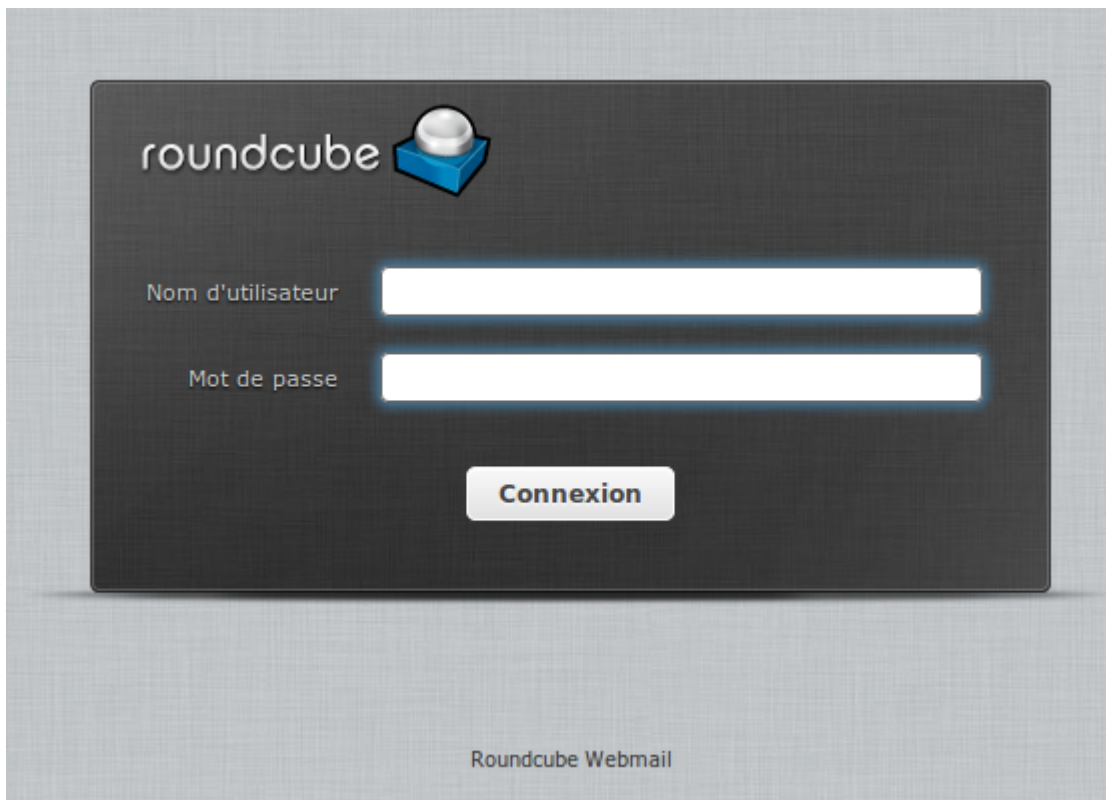 roundcube
Nom d'utilisateur
Mot de passe
Connexion
Roundcube Webmail